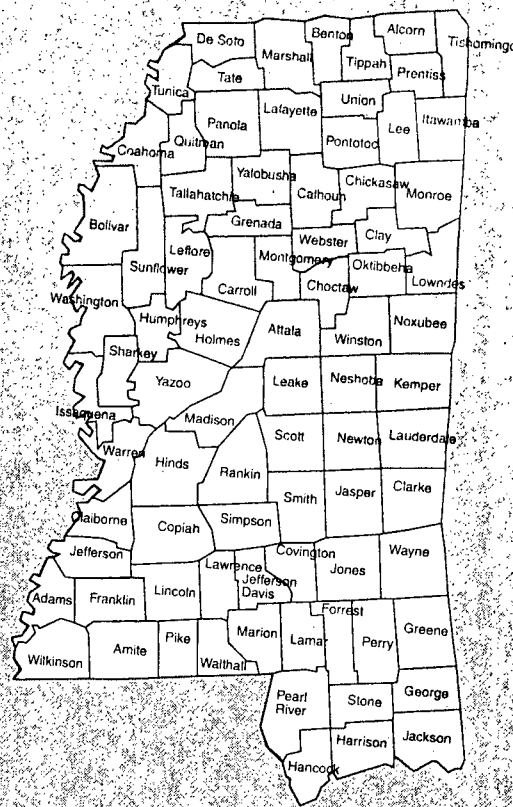 De Soto
Marshall
Benton
Alcorn
Tishomingo
Tippah
Prentiss
Tate
Tunica
Panola
Lafayette
Union
Lee
Itawamba
Pontotoc
Quitman
Coahoma
Yalobusha
Calhoun
Chickasaw
Monroe
Tallahatchie
Bolivar
Grenada
Sunflower
Leflore
Webster
Clay
Montgomery
Oktibbeha
Lowndes
Choctaw
Carroll
Washington
Humphreys
Holmes
Attala
Winston
Noxubee
Sharkey
Yazoo
Leake
Neshoba
Kemper
Issaquena
Madison
Warren
Hinds
Rankin
Scott
Newton
Lauderdale
Smith
Jasper
Clarke
Claiborne
Copiah
Simpson
Jefferson
Lawrence
Covington
Jefferson
Davis
Jones
Wayne
Adams
Franklin
Lincoln
Marion
Lamar
Forrest
Perry
Greene
Wilkinson
Amite
Pike
Walthall
Pearl
River
Stone
George
Hancock
Harrison
Jackson